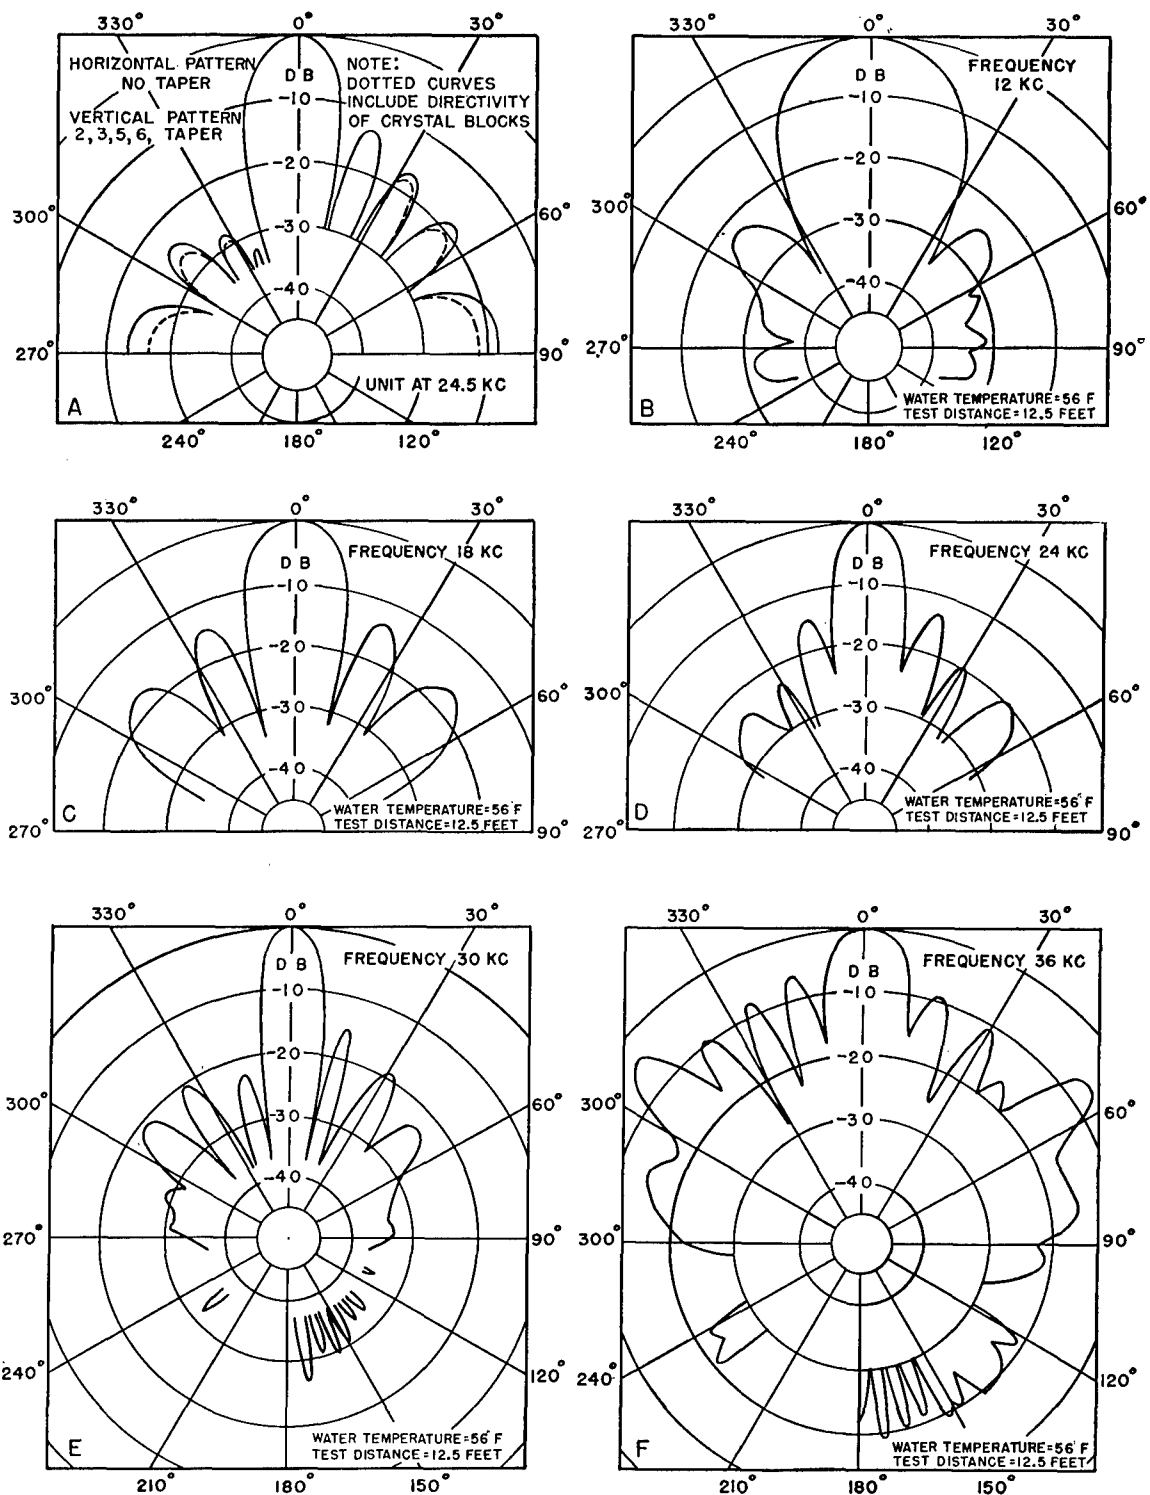 330° 0° 30°
HORIZONTAL PATTERN
NO TAPER
VERTICAL PATTERN
2, 3, 5, 6, TAPER
NOTE:
DOTTED CURVES
INCLUDE DIRECTIVITY
OF CRYSTAL BLOCKS
DB
-10
-20
-30
-40
300° 60°
270° 90°
UNIT AT 24.5 KC
A
240° 180° 120°
330° 0° 30°
FREQUENCY
12 KC
DB
-10
-20
-30
-40
300° 60°
270° 90°
WATER TEMPERATURE=56 F
TEST DISTANCE=12.5 FEET
B
240° 180° 120°
330° 0° 30°
FREQUENCY 18 KC
DB
-10
-20
-30
-40
300° 60°
WATER TEMPERATURE=56°F
TEST DISTANCE=12.5 FEET
C
270° 90°
330° 0° 30°
FREQUENCY 24 KC
DB
-10
-20
-30
-40
300° 60°
WATER TEMPERATURE=56°F
TEST DISTANCE=12.5 FEET
D
270° 90°
330° 0° 30°
FREQUENCY 30 KC
DB
-10
-20
-30
-40
300° 60°
270° 90°
240° 120°
WATER TEMPERATURE=56°F
TEST DISTANCE=12.5 FEET
E
210° 180° 150°
330° 0° 30°
FREQUENCY 36 KC
DB
-10
-20
-30
-40
300° 60°
300° 90°
240° 120°
WATER TEMPERATURE=56°F
TEST DISTANCE=12.5 FEET
F
210° 180° 150°